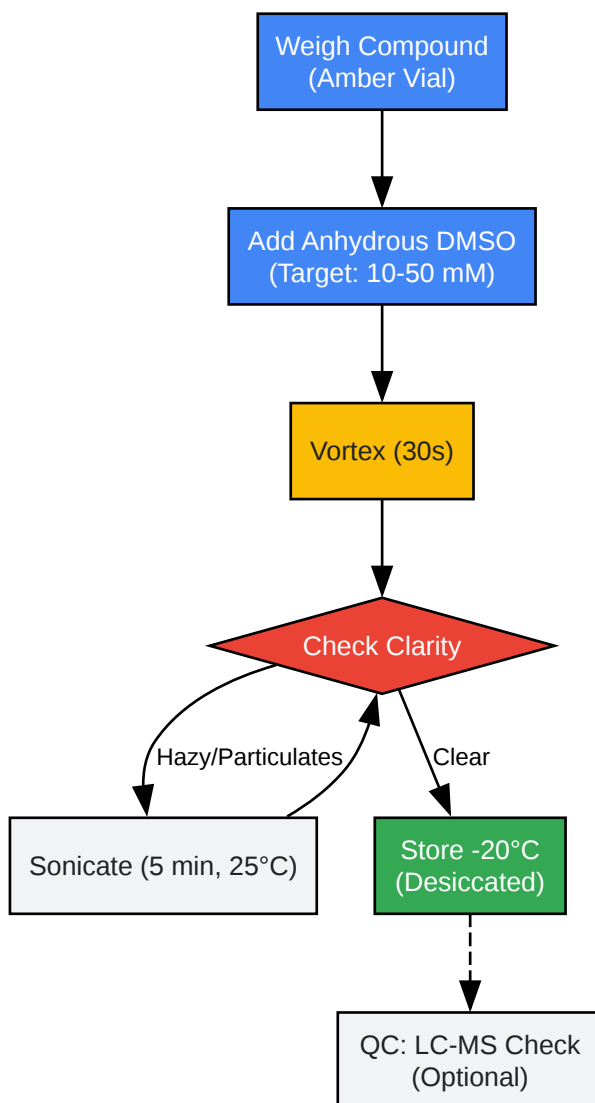 Weigh Compound
(Amber Vial)
Add Anhydrous DMSO
(Target: 10-50 mM)
Vortex (30s)
Check Clarity
Hazy/Particulates
Clear
Sonicate (5 min, 25°C)
Store -20°C
(Desiccated)
QC: LC-MS Check
(Optional)